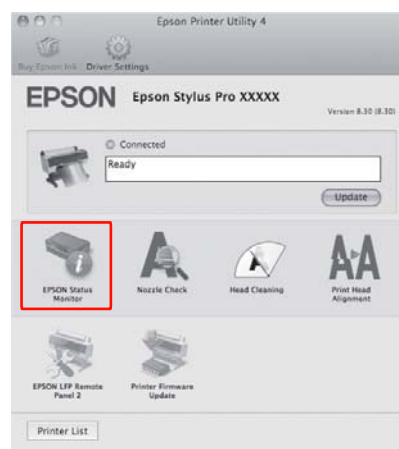 Epson Printer Utility 4
Buy Epson Ink Driver Settings
EPSON Epson Stylus Pro XXXXX
Version 8.30 (8.30)
Connected
Ready
Update
EPSON Status
Monitor
Nozzle Check
Head Cleaning
Print Head
Alignment
EPSON LFP Remote
Panel 2
Printer Firmware
Update
Printer List